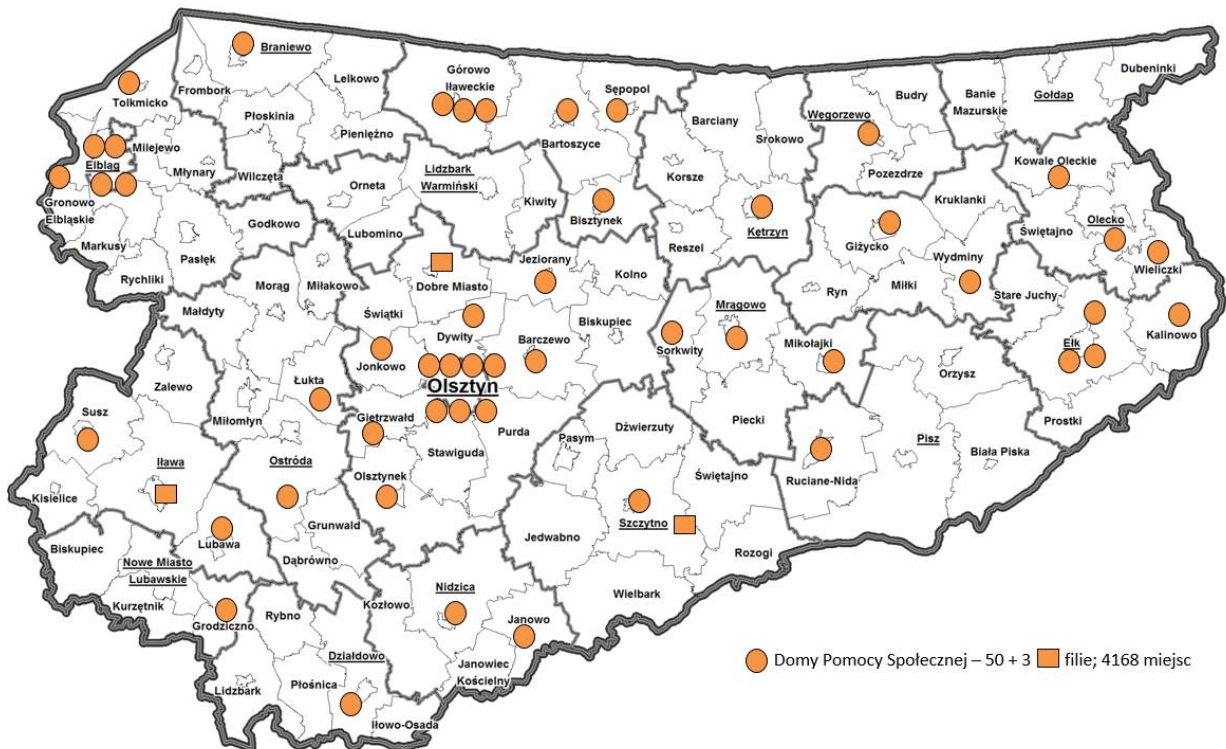 Braniewo
Lelkowo
Frombork
Tolkmicko
Płoskinia
Pieniężno
Górowo
Iławeckie
Sępopol
Bartoszyce
Barciany
Srokowo
Węgorzewo
Budry
Banie
Mazurskie
Gołdap
Dubeninki
Milejewo
Elbląg
Młynary
Wilczęta
Gronowo
Elbląskie
Markusy
Rychliki
Pasłęk
Godkowo
Orneta
Lubomino
Lidzbark
Warmiński
Kiwity
Bisztynek
Korsze
Reszel
Kętrzyn
Pozezdrze
Kruklanki
Giżycko
Wydminy
Ryn
Miłki
Kowale Oleckie
Olecko
Świętajno
Wieliczki
Stare Juchy
Ełk
Kalinowo
Prostki
Małdyty
Morąg
Miłakowo
Świątki
Dobre Miasto
Jeziorany
Kolno
Dywity
Jonkowo
Barczewo
Biskupiec
Olsztyn
Sorkwity
Mrągowo
Mikołajki
Piecki
Orzysz
Pisz
Biała Piska
Ruciane-Nida
Zalewo
Susz
Łukta
Miłomłyn
Gietrzwałd
Stawiguda
Purda
Pasym
Dźwierzuty
Świętajno
Iława
Kisielice
Ostróda
Olsztynek
Szczytno
Jedwabno
Rozogi
Wielbark
Lubawa
Grunwald
Dąbrówno
Biskupiec
Nowe Miasto
Lubawskie
Kurzętnik
Grodziczno
Rybno
Kozłowo
Nidzica
Janowo
Janowiec
Kościelny
Działdowo
Lidzbark
Płośnica
Iłowo-Osada
Domy Pomocy Społecznej – 50 + 3 filie; 4168 miejsc